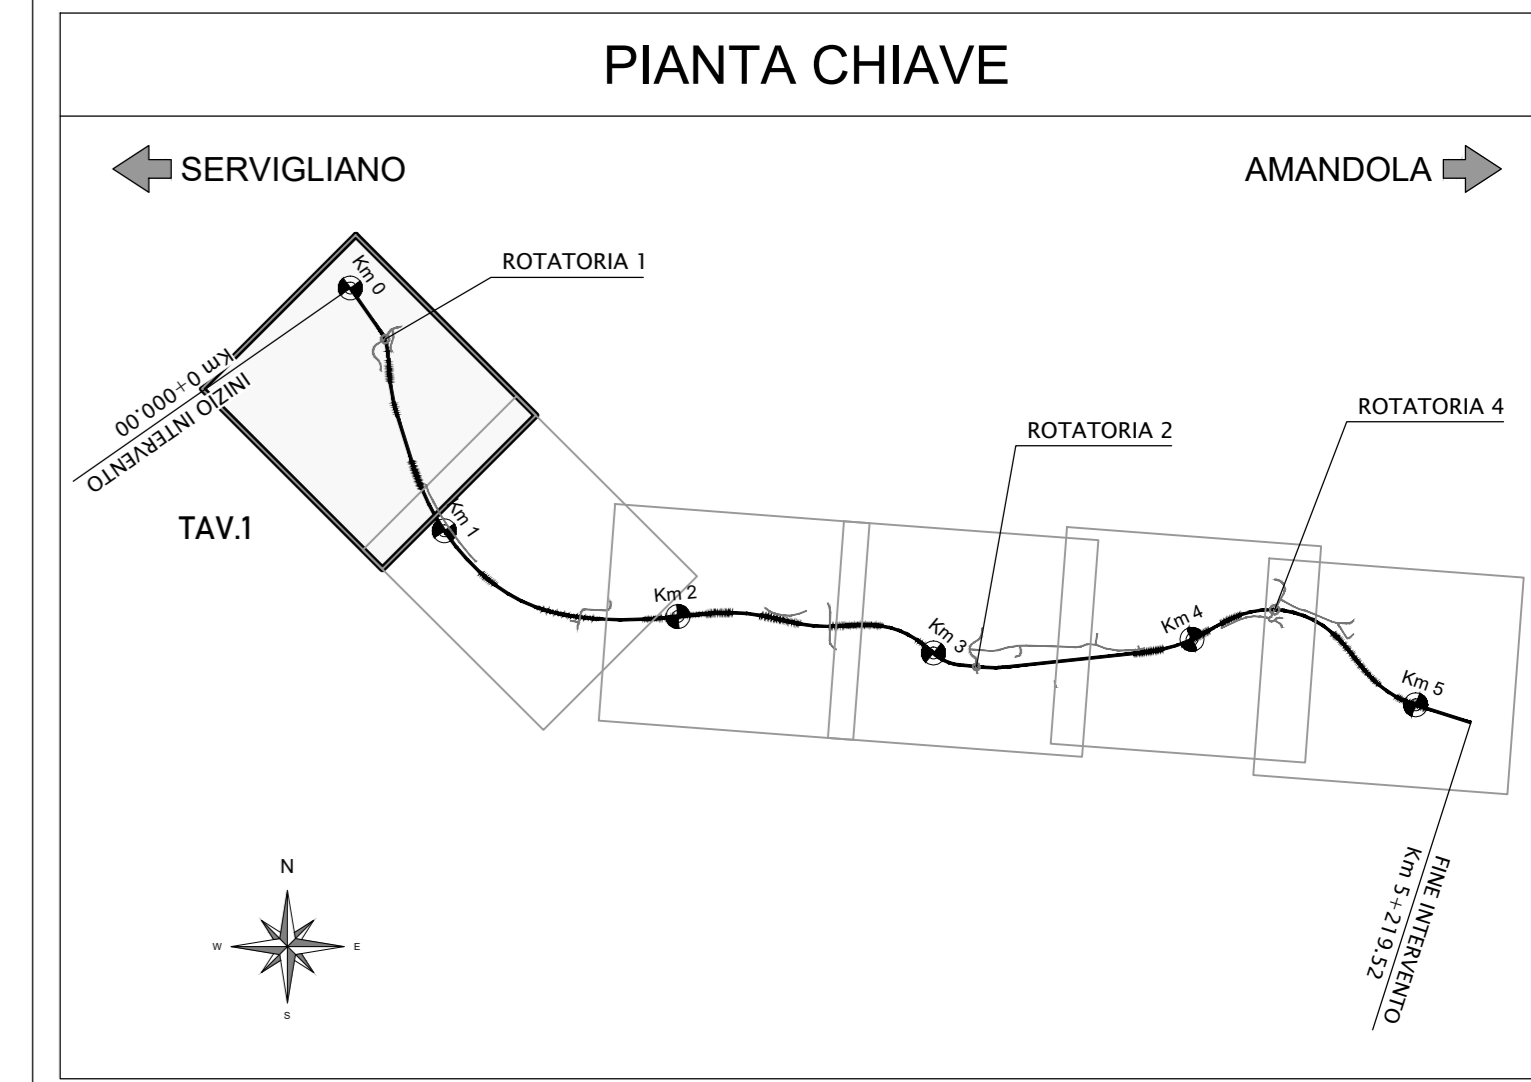 PIANTA CHIAVE
SERVIGLIANO
AMANDOLA
ROTATORIA 1
Km 0
Km 0+000.00
INIZIO INTERVENTO
ROTATORIA 4
ROTATORIA 2
TAV.1
Km 1
Km 2
Km 3
Km 4
Km 5
FINE INTERVENTO
Km 5+219.52
N
W
E
S